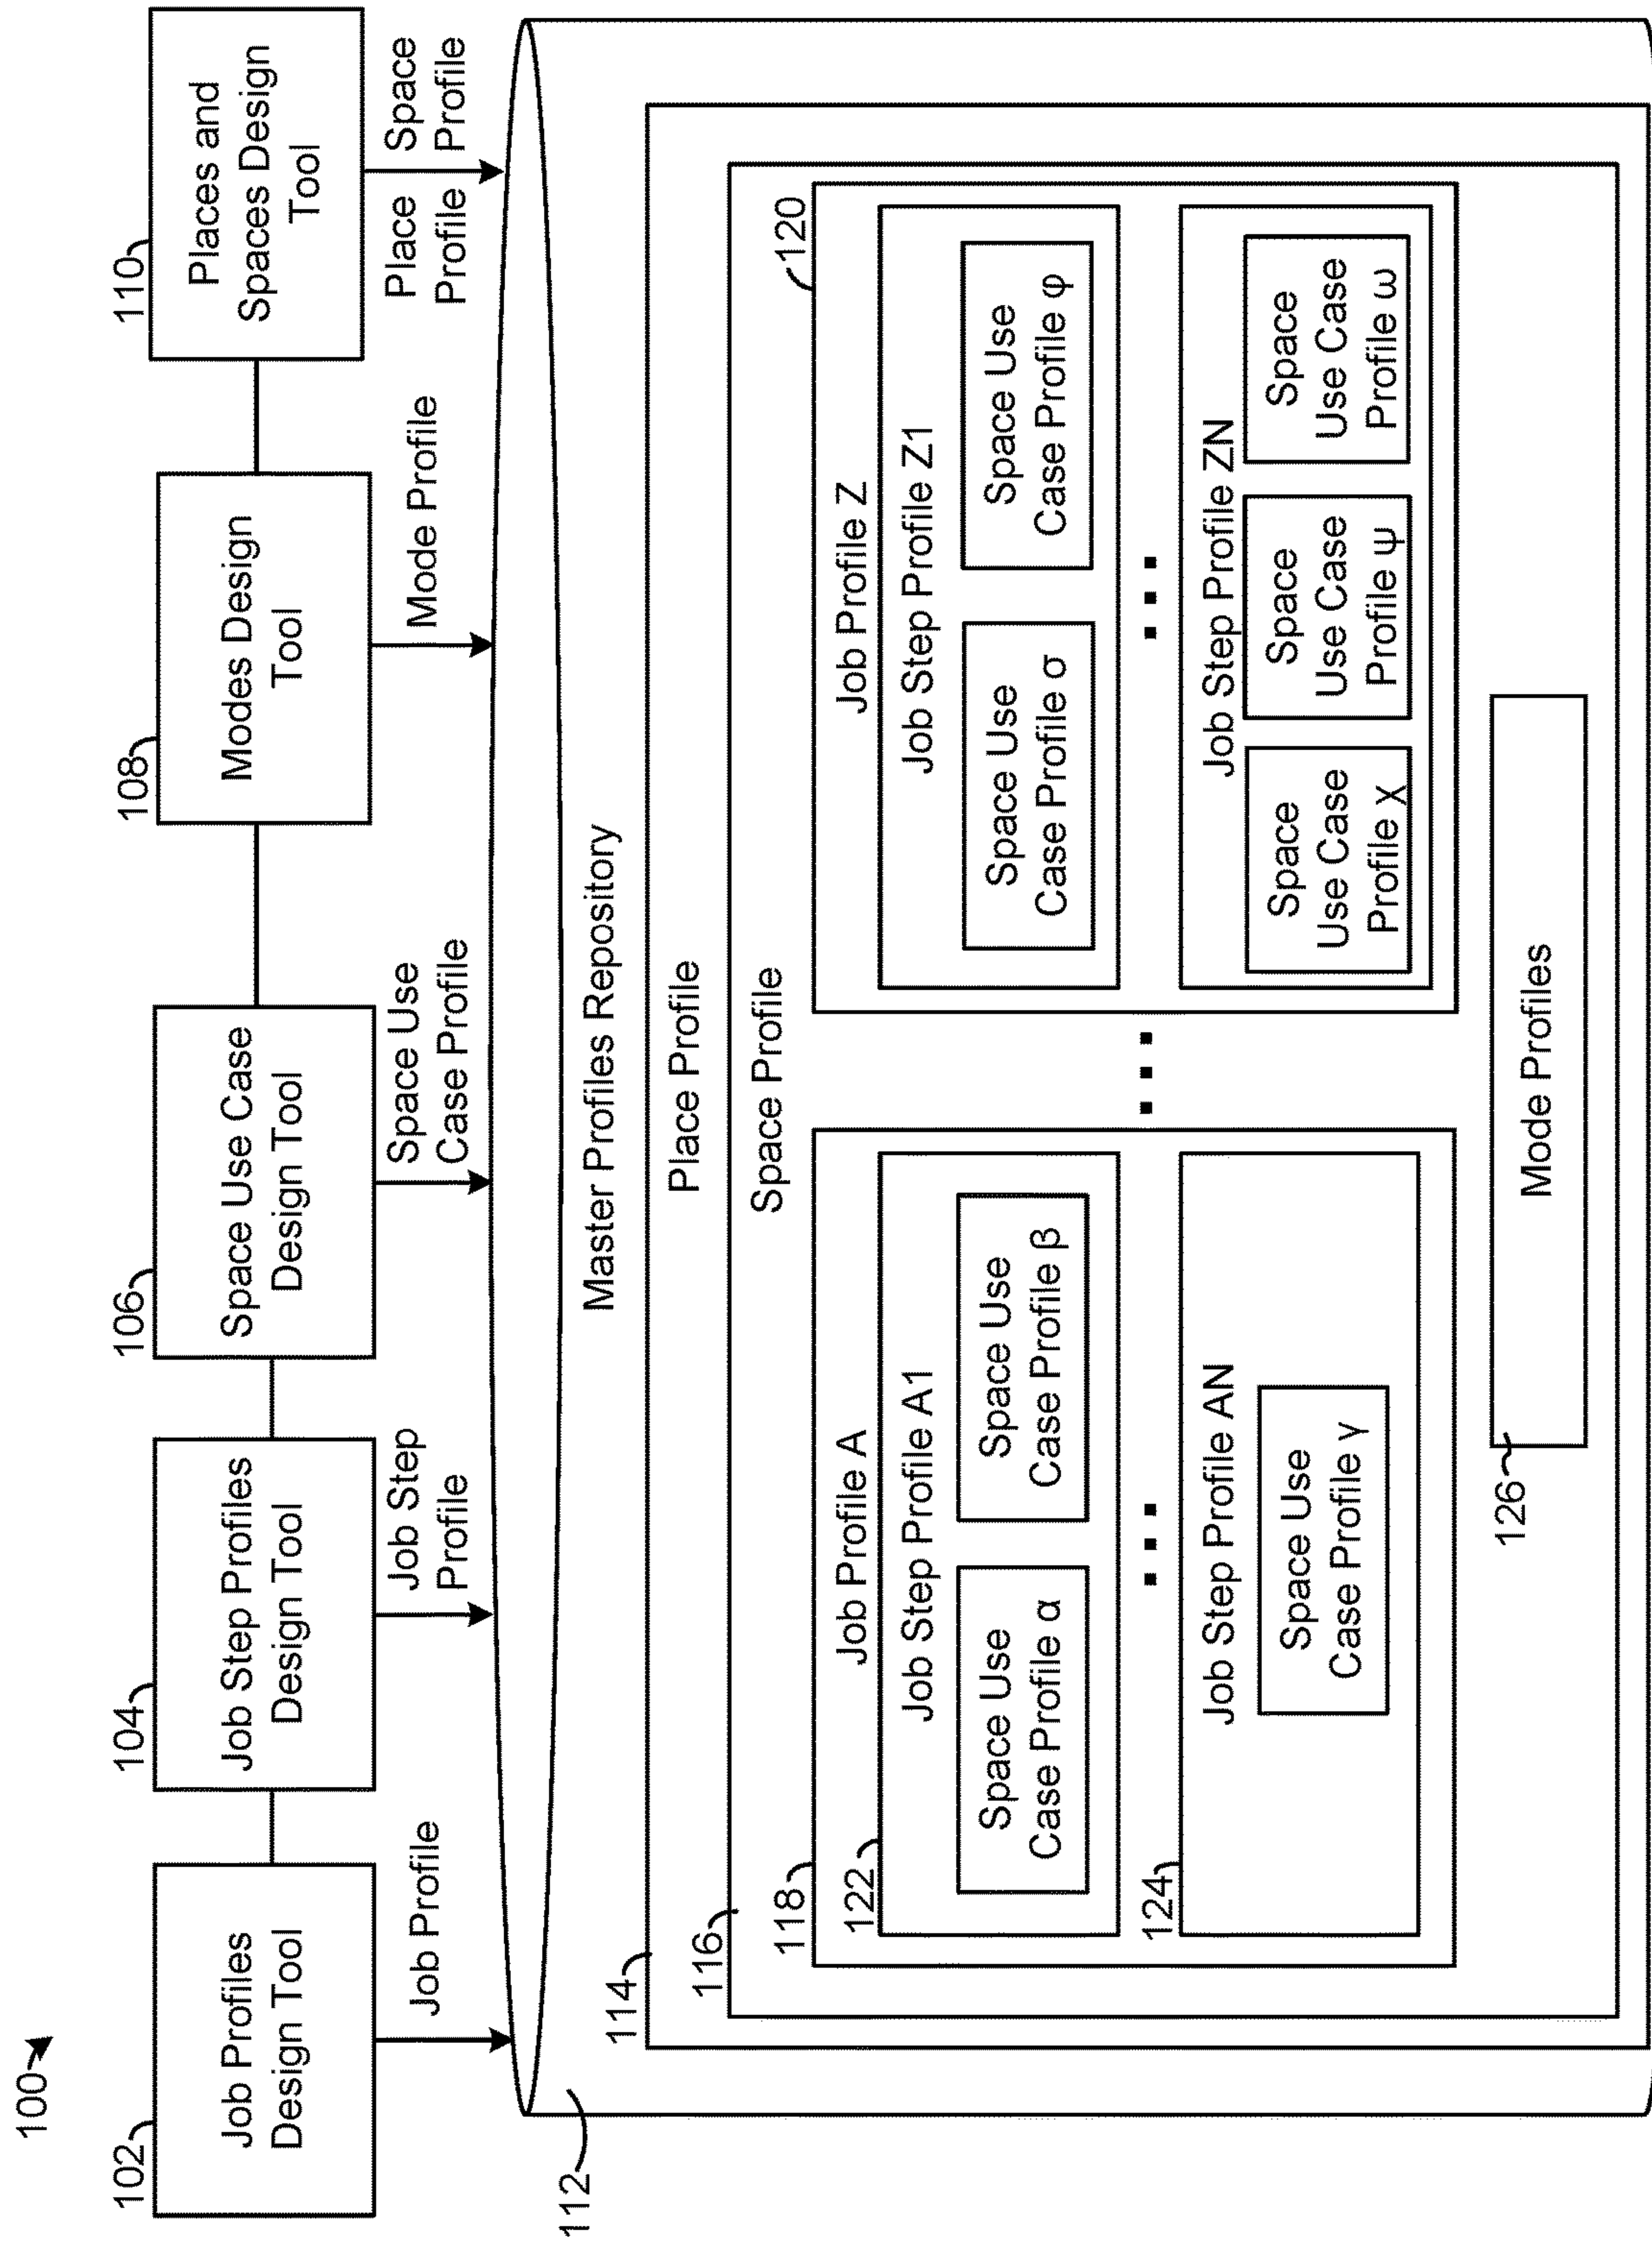 100
102
Job Profiles
Design Tool
104
Job Step Profiles
Design Tool
106
Space Use Case
Design Tool
108
Modes Design
Tool
110
Places and
Spaces Design
Tool
Job Profile
Job Step
Profile
Space Use
Case Profile
Mode Profile
Place
Profile
Space
Profile
112
Master Profiles Repository
114
Place Profile
116
Space Profile
118
Job Profile A
122
Job Step Profile A1
Space Use
Case Profile α
Space Use
Case Profile β
124
Job Step Profile AN
Space Use
Case Profile γ
120
Job Profile Z
Job Step Profile Z1
Space Use
Case Profile σ
Space Use
Case Profile φ
Job Step Profile ZN
Space
Use Case
Profile χ
Space
Use Case
Profile ψ
Space
Use Case
Profile ω
126
Mode Profiles